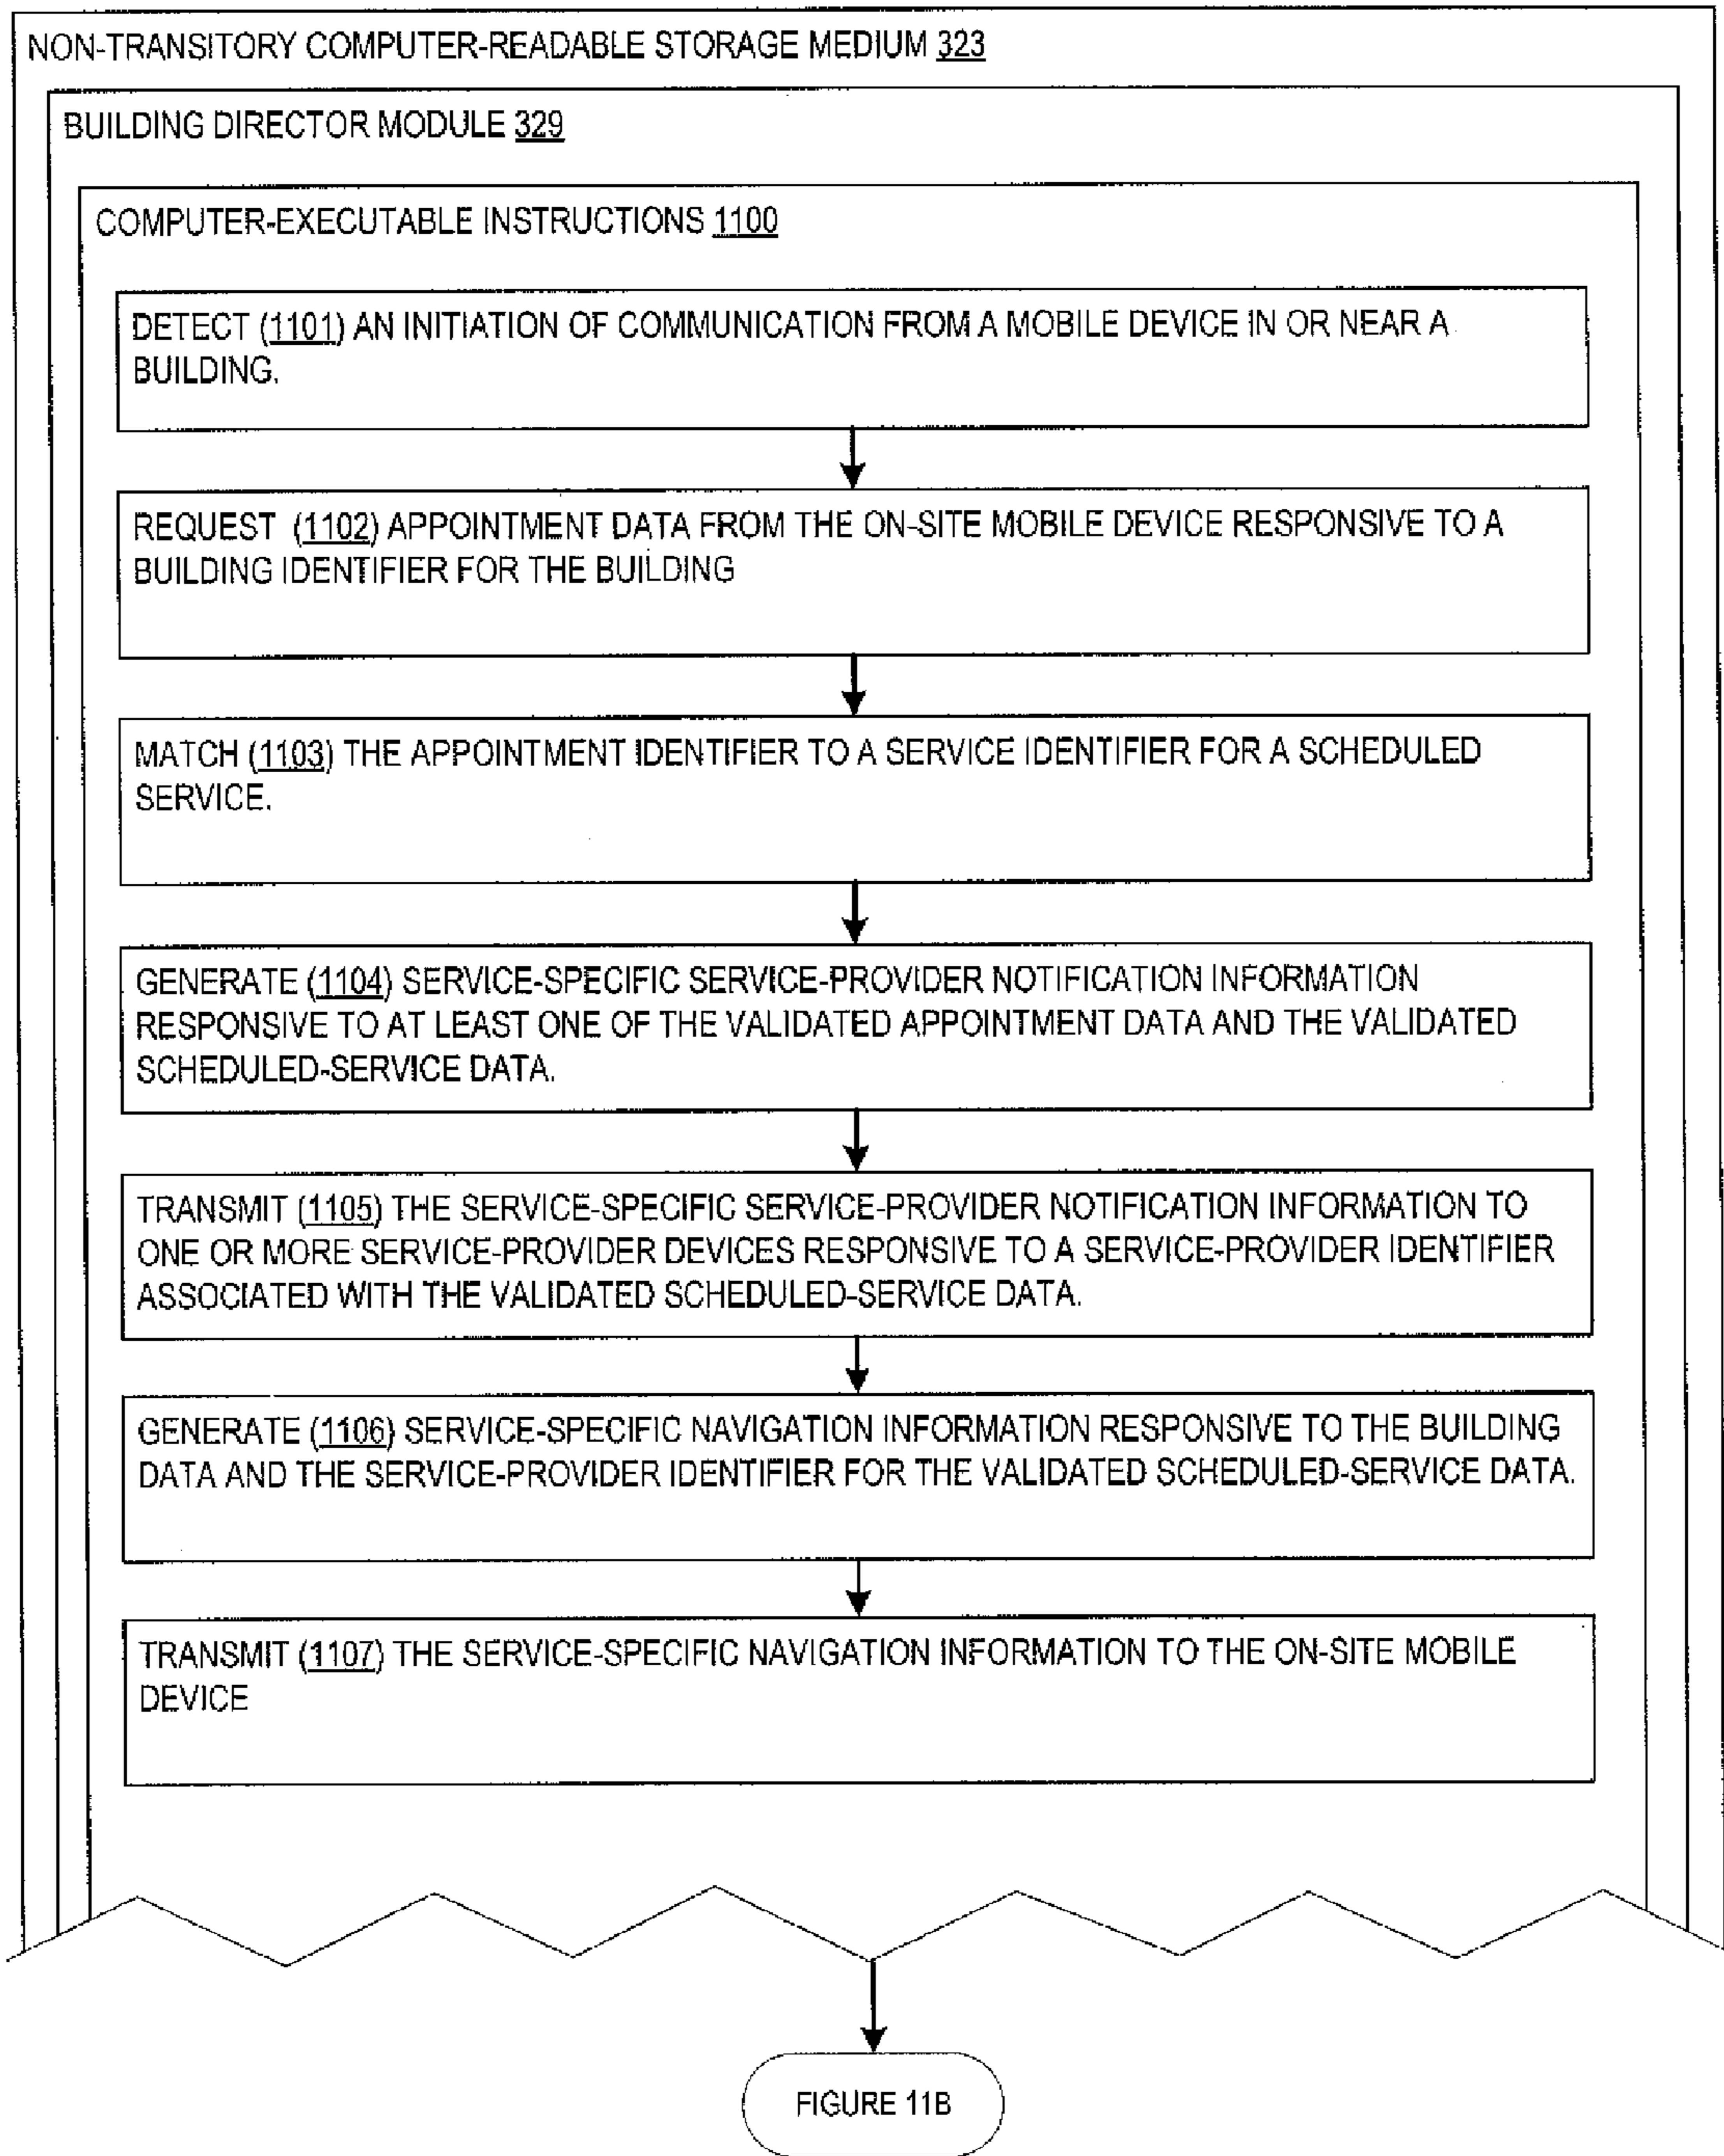 NON-TRANSITORY COMPUTER-READABLE STORAGE MEDIUM 323
BUILDING DIRECTOR MODULE 329
COMPUTER-EXECUTABLE INSTRUCTIONS 1100
DETECT (1101) AN INITIATION OF COMMUNICATION FROM A MOBILE DEVICE IN OR NEAR A
BUILDING.
REQUEST (1102) APPOINTMENT DATA FROM THE ON-SITE MOBILE DEVICE RESPONSIVE TO A
BUILDING IDENTIFIER FOR THE BUILDING
MATCH (1103) THE APPOINTMENT IDENTIFIER TO A SERVICE IDENTIFIER FOR A SCHEDULED
SERVICE.
GENERATE (1104) SERVICE-SPECIFIC SERVICE-PROVIDER NOTIFICATION INFORMATION
RESPONSIVE TO AT LEAST ONE OF THE VALIDATED APPOINTMENT DATA AND THE VALIDATED
SCHEDULED-SERVICE DATA.
TRANSMIT (1105) THE SERVICE-SPECIFIC SERVICE-PROVIDER NOTIFICATION INFORMATION TO
ONE OR MORE SERVICE-PROVIDER DEVICES RESPONSIVE TO A SERVICE-PROVIDER IDENTIFIER
ASSOCIATED WITH THE VALIDATED SCHEDULED-SERVICE DATA.
GENERATE (1106) SERVICE-SPECIFIC NAVIGATION INFORMATION RESPONSIVE TO THE BUILDING
DATA AND THE SERVICE-PROVIDER IDENTIFIER FOR THE VALIDATED SCHEDULED-SERVICE DATA.
TRANSMIT (1107) THE SERVICE-SPECIFIC NAVIGATION INFORMATION TO THE ON-SITE MOBILE
DEVICE
FIGURE 11B